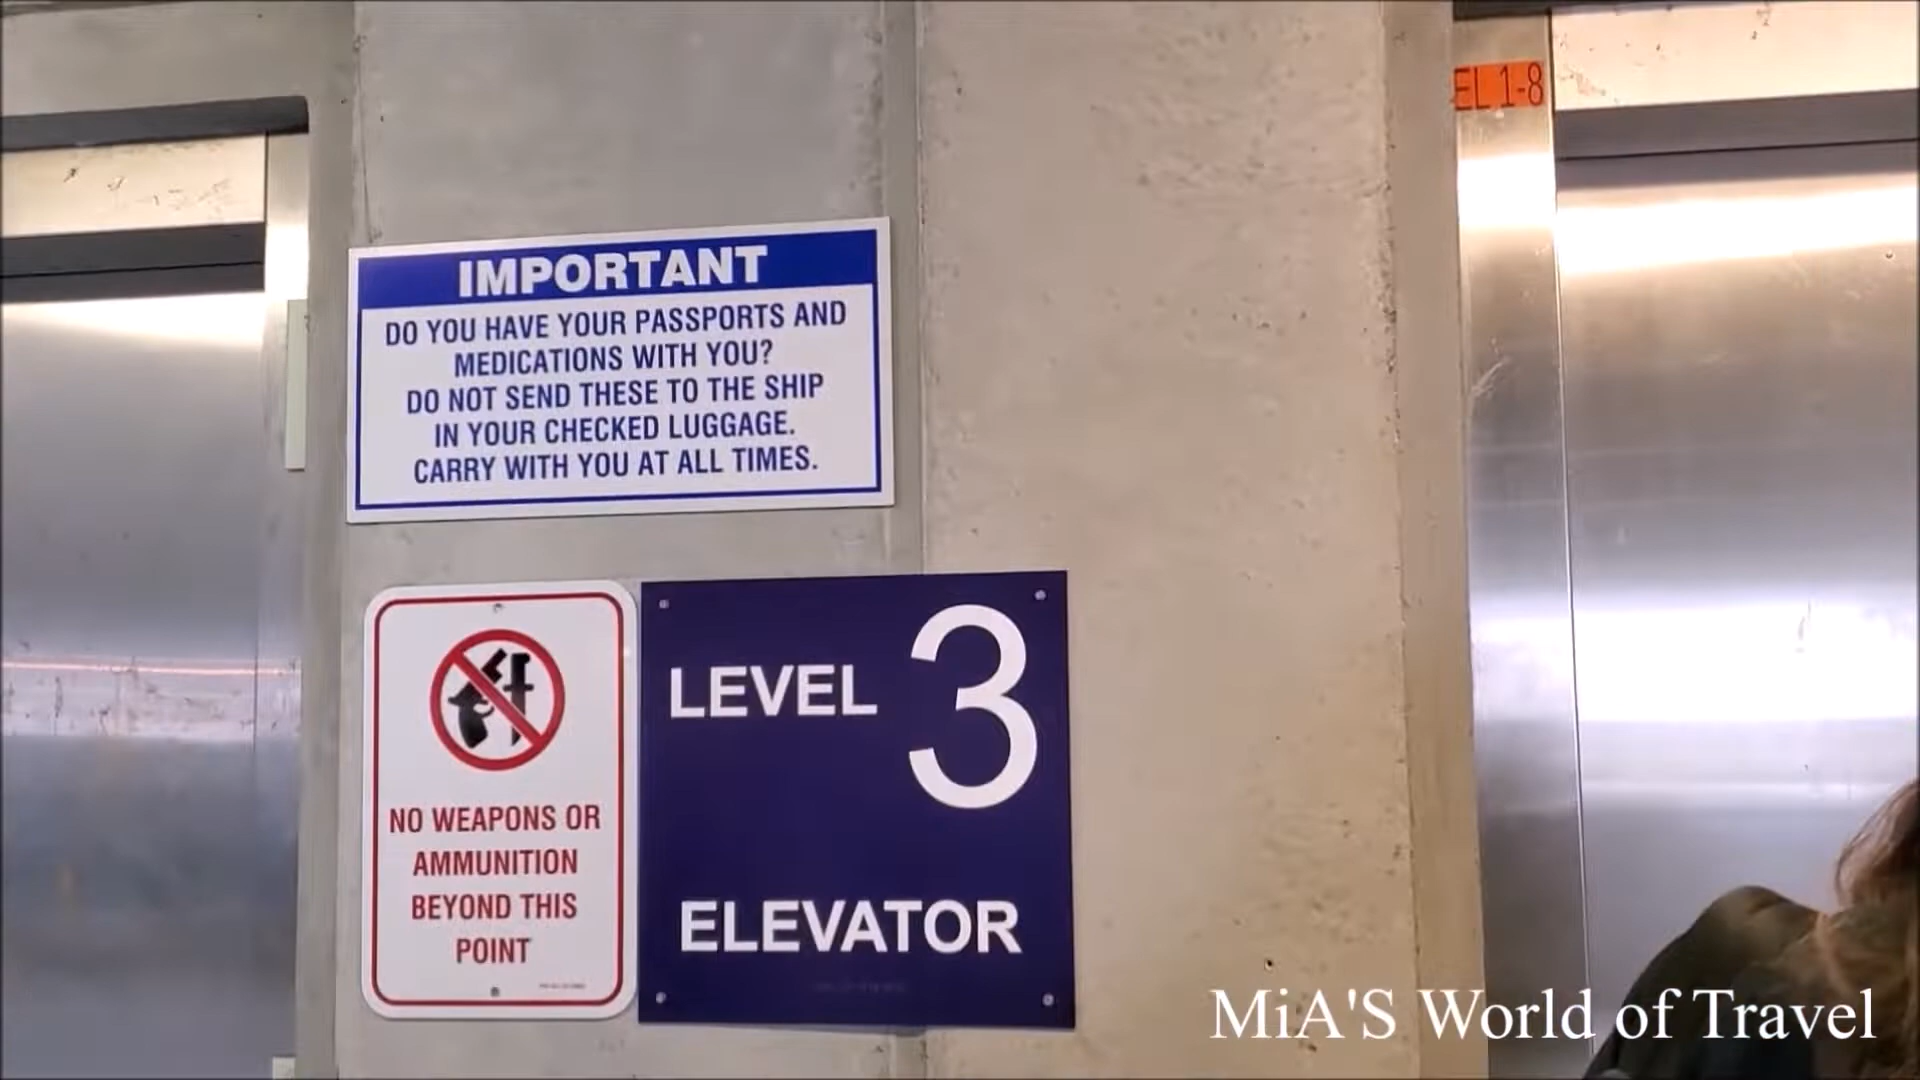 EL 1-8
IMPORTANT
DO YOU HAVE YOUR PASSPORTS AND
MEDICATIONS WITH YOU?
DO NOT SEND THESE TO THE SHIP
IN YOUR CHECKED LUGGAGE.
CARRY WITH YOU AT ALL TIMES.
LEVEL 3
ELEVATOR
NO WEAPONS OR
AMMUNITION
BEYOND THIS
POINT
MiA'S World of Travel